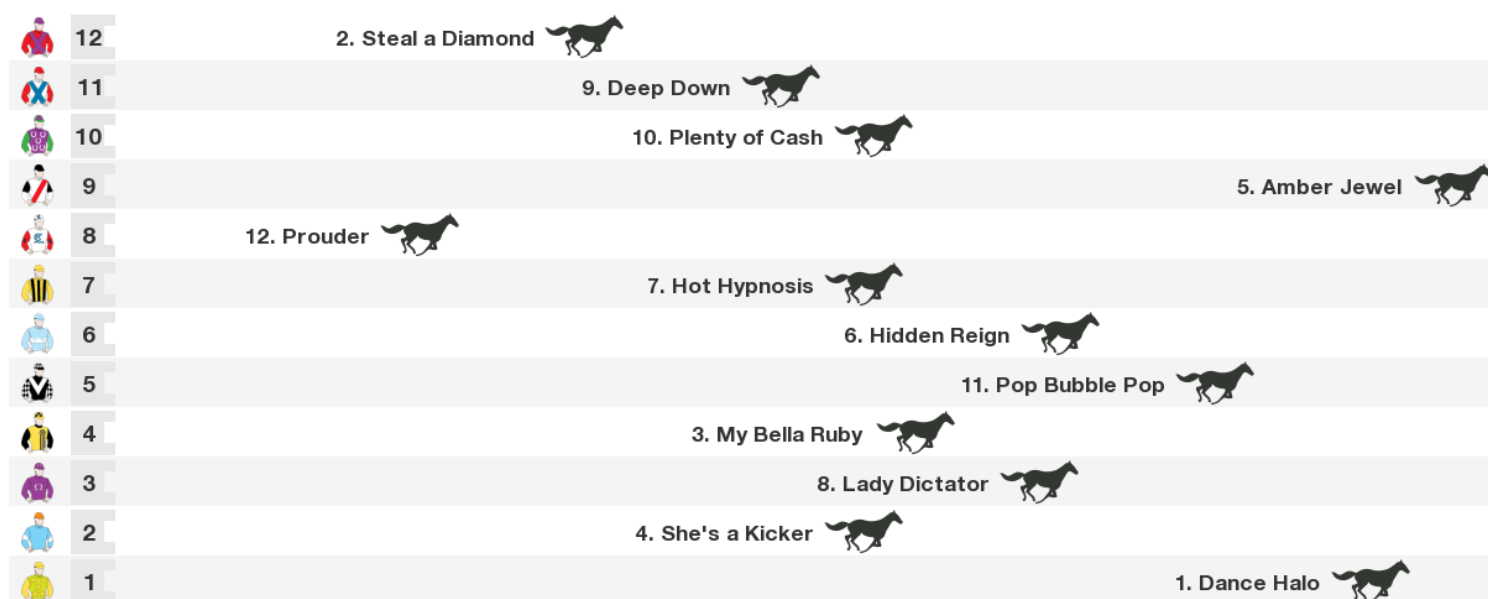 12 2. Steal a Diamond
11 9. Deep Down
10 10. Plenty of Cash
9 5. Amber Jewel
8 12. Prouder
7 7. Hot Hypnosis
6 6. Hidden Reign
5 11. Pop Bubble Pop
4 3. My Bella Ruby
3 8. Lady Dictator
2 4. She's a Kicker
1 1. Dance Halo